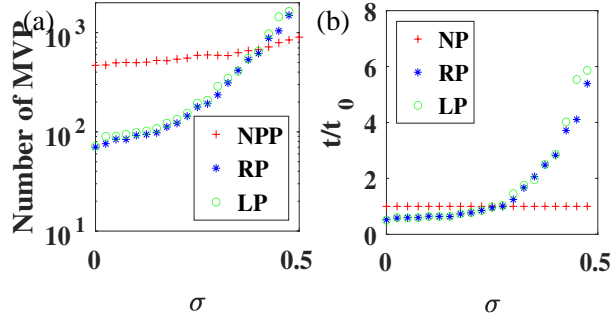 (a)
Number of MVP
10^3
10^2
10^1
NPP
RP
LP
0
0.5
σ
(b)
t/t_0
8
6
4
2
0
NP
RP
LP
0
0.5
σ